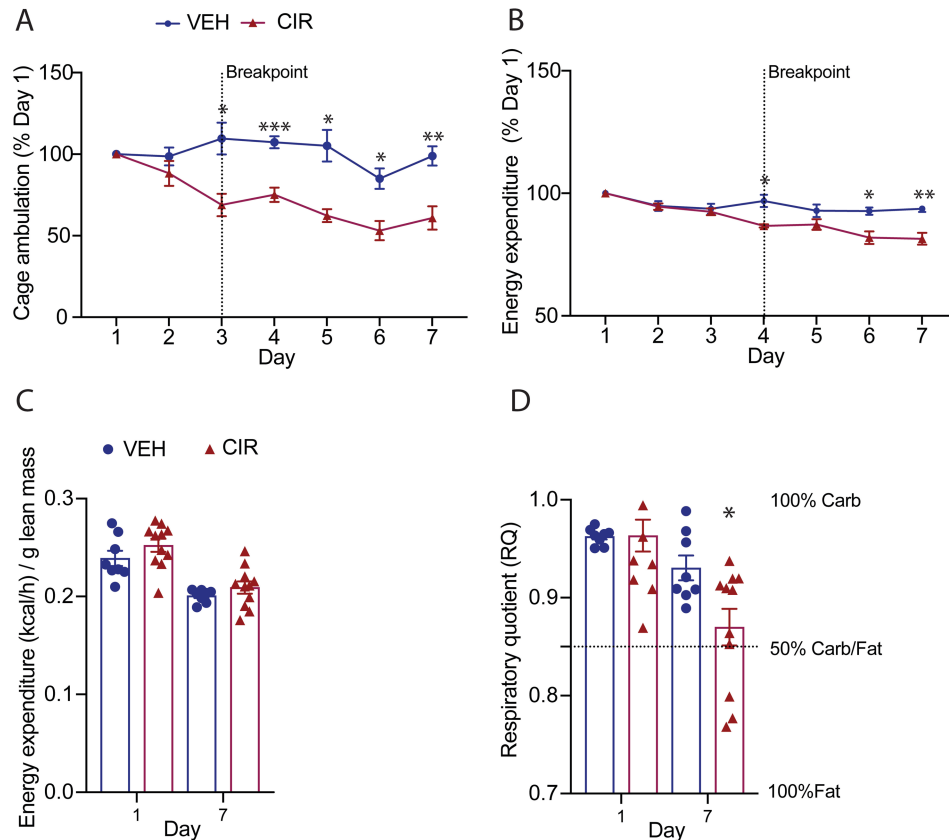 A
VEH CIR
Cage ambulation (% Day 1)
150
100
50
0
Breakpoint
*
***
*
*
**
1 2 3 4 5 6 7
Day
B
Energy expenditure (% Day 1)
150
100
50
Breakpoint
*
*
**
1 2 3 4 5 6 7
Day
C
VEH CIR
Energy expenditure (kcal/h) / g lean mass
0.3
0.2
0.1
0.0
1 7
Day
D
Respiratory quotient (RQ)
1.0
0.9
0.8
0.7
*
100% Carb
50% Carb/Fat
100%Fat
1 7
Day